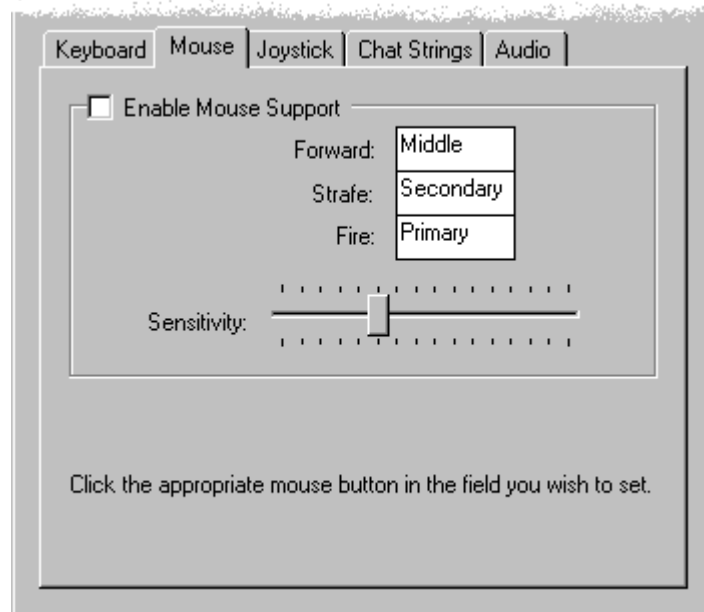 Keyboard Mouse Joystick Chat Strings Audio
Enable Mouse Support
Forward: Middle
Strafe: Secondary
Fire: Primary
Sensitivity:
Click the appropriate mouse button in the field you wish to set.